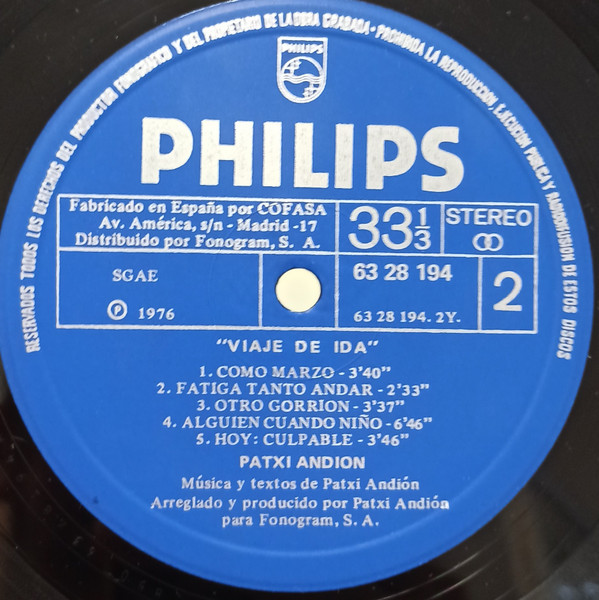 RESERVADOS TODOS LOS DERECHOS DEL PRODUCTOR FONOGRAFICO Y DEL PROPIETARIO DE LA OBRA GRABADA · PROHIBIDA LA REPRODUCCION, EJECUCION PUBLICA Y RADIODIFUSION DE ESTOS DISCOS
PHILIPS
PHILIPS
Fabricado en España por COFASA
Av. América, s/n - Madrid -17
Distribuido por Fonogram, S. A.
33 1/3
STEREO
SGAE
℗ 1976
63 28 194
63 28 194. 2Y.
2
"VIAJE DE IDA"
1. COMO MARZO - 3'40"
2. FATIGA TANTO ANDAR - 2'33"
3. OTRO GORRION - 3'37"
4. ALGUIEN CUANDO NIÑO - 6'46"
5. HOY: CULPABLE - 3'46"
PATXI ANDION
Música y textos de Patxi Andión
Arreglado y producido por Patxi Andión
para Fonogram, S. A.